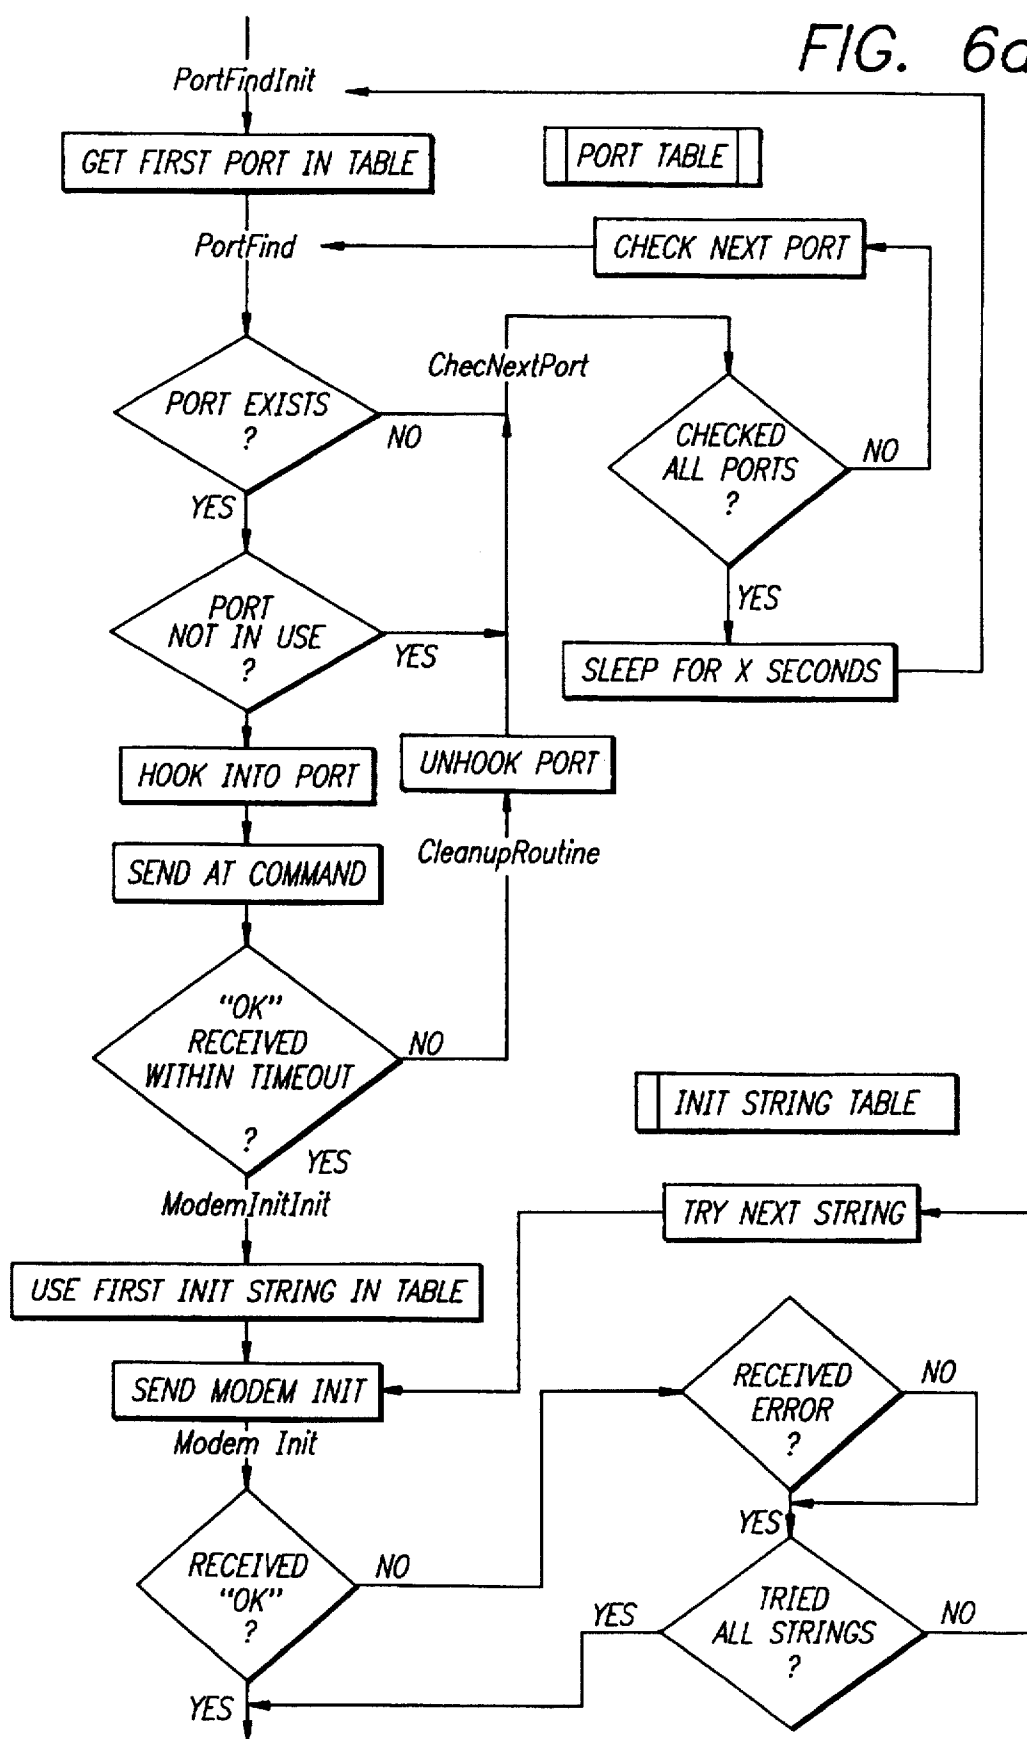 FIG. 6a
PortFindInit
GET FIRST PORT IN TABLE
PORT TABLE
PortFind
CHECK NEXT PORT
ChecNextPort
PORT EXISTS
?
NO
YES
CHECKED
ALL PORTS
?
NO
YES
PORT
NOT IN USE
?
YES
SLEEP FOR X SECONDS
HOOK INTO PORT
UNHOOK PORT
SEND AT COMMAND
CleanupRoutine
"OK"
RECEIVED
WITHIN TIMEOUT
?
NO
YES
INIT STRING TABLE
ModemInitInit
TRY NEXT STRING
USE FIRST INIT STRING IN TABLE
SEND MODEM INIT
RECEIVED
ERROR
?
NO
YES
Modem Init
RECEIVED
"OK"
?
NO
YES
TRIED
ALL STRINGS
?
YES
NO